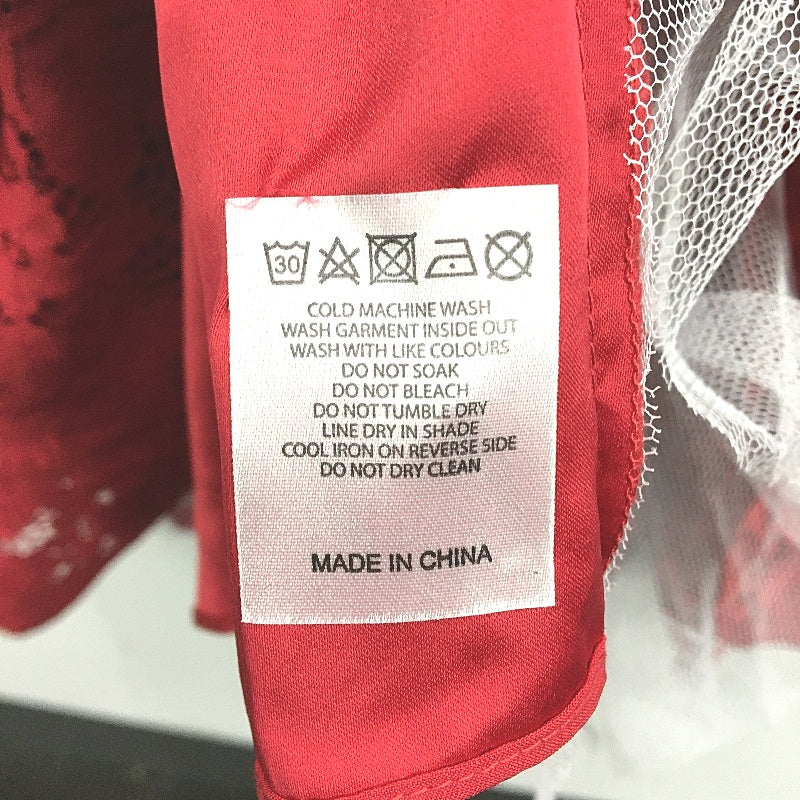 30
COLD MACHINE WASH
WASH GARMENT INSIDE OUT
WASH WITH LIKE COLOURS
DO NOT SOAK
DO NOT BLEACH
DO NOT TUMBLE DRY
LINE DRY IN SHADE
COOL IRON ON REVERSE SIDE
DO NOT DRY CLEAN
MADE IN CHINA